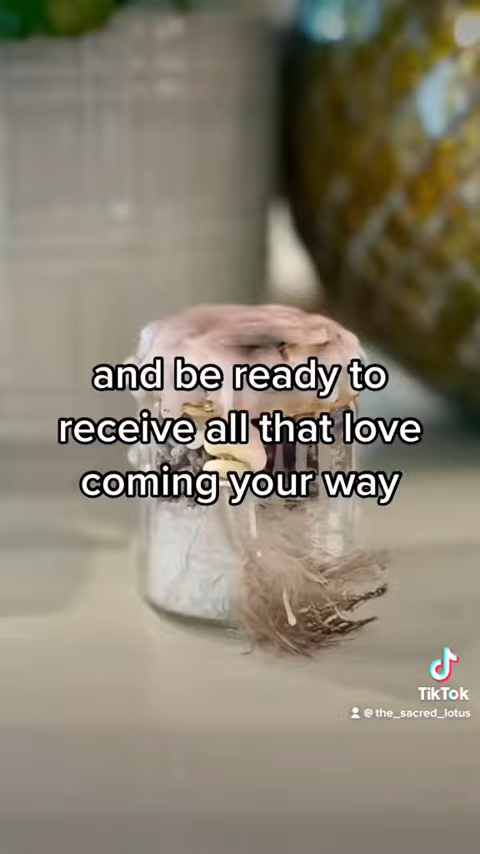 and be ready to
receive all that love
coming your way
TikTok
@the_sacred_lotus